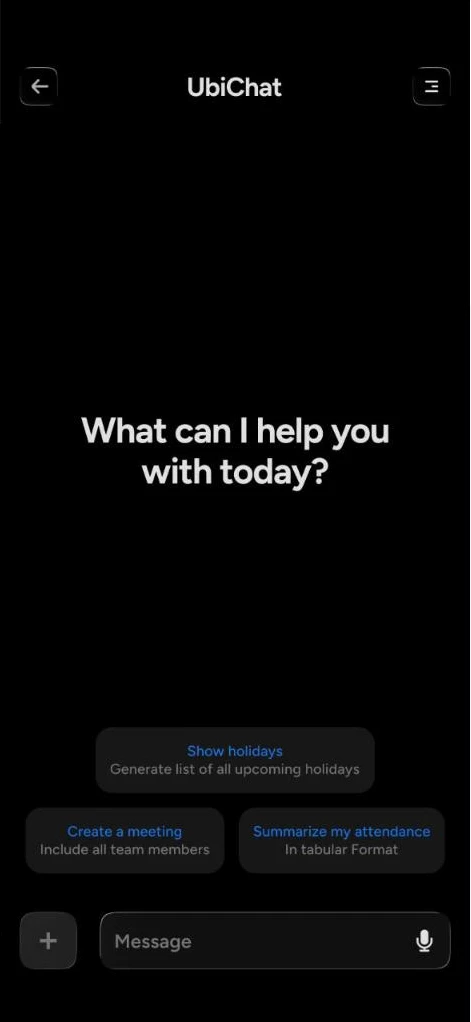 UbiChat
What can I help you
with today?
Show holidays
Generate list of all upcoming holidays
Create a meeting
Include all team members
Summarize my attendance
In tabular Format
Message